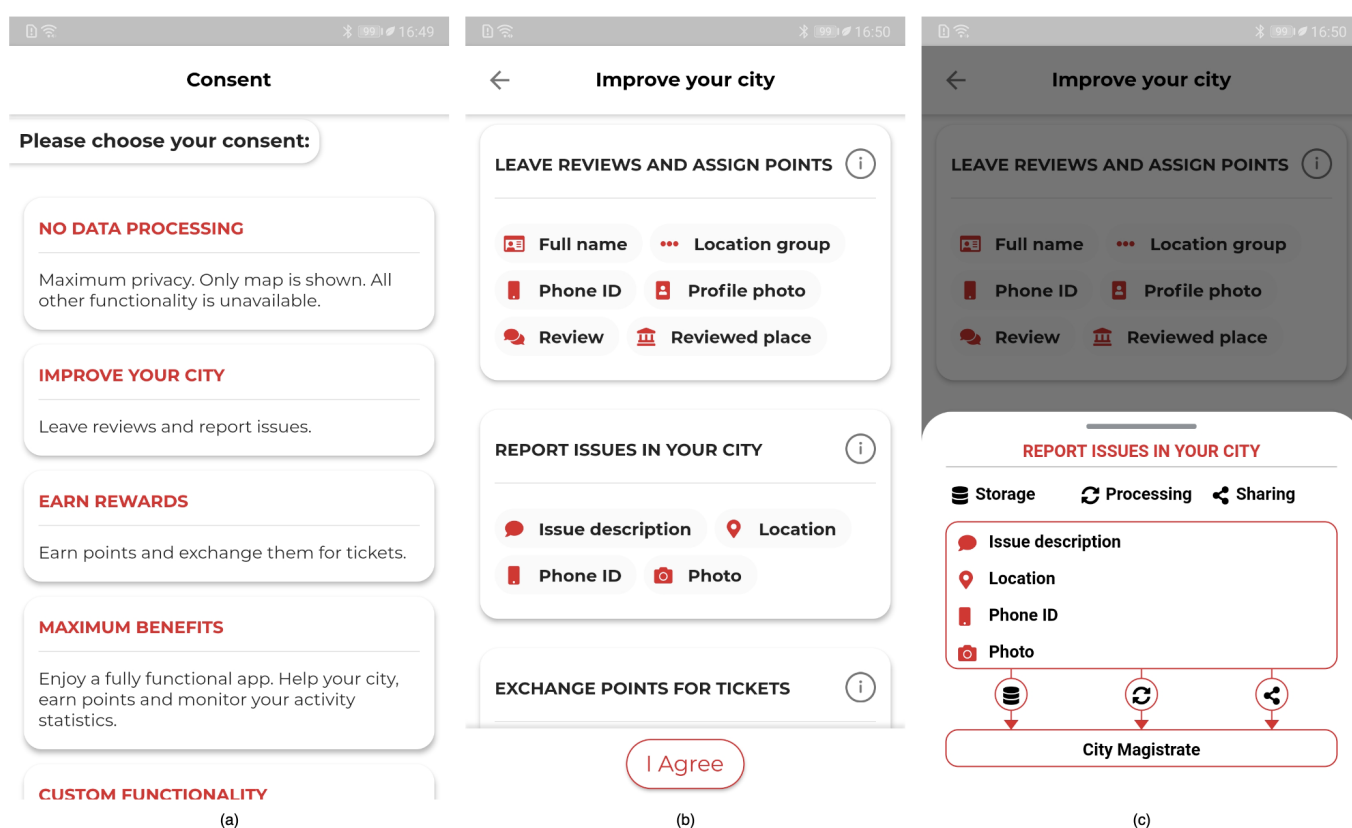 99 16:49
Consent
Please choose your consent:
NO DATA PROCESSING
Maximum privacy. Only map is shown. All
other functionality is unavailable.
IMPROVE YOUR CITY
Leave reviews and report issues.
EARN REWARDS
Earn points and exchange them for tickets.
MAXIMUM BENEFITS
Enjoy a fully functional app. Help your city,
earn points and monitor your activity
statistics.
CUSTOM FUNCTIONALITY
(a)
99 16:50
Improve your city
LEAVE REVIEWS AND ASSIGN POINTS i
Full name Location group
Phone ID Profile photo
Review Reviewed place
REPORT ISSUES IN YOUR CITY i
Issue description Location
Phone ID Photo
EXCHANGE POINTS FOR TICKETS i
I Agree
(b)
99 16:50
Improve your city
LEAVE REVIEWS AND ASSIGN POINTS i
Full name Location group
Phone ID Profile photo
Review Reviewed place
REPORT ISSUES IN YOUR CITY
Storage Processing Sharing
Issue description
Location
Phone ID
Photo
City Magistrate
(c)